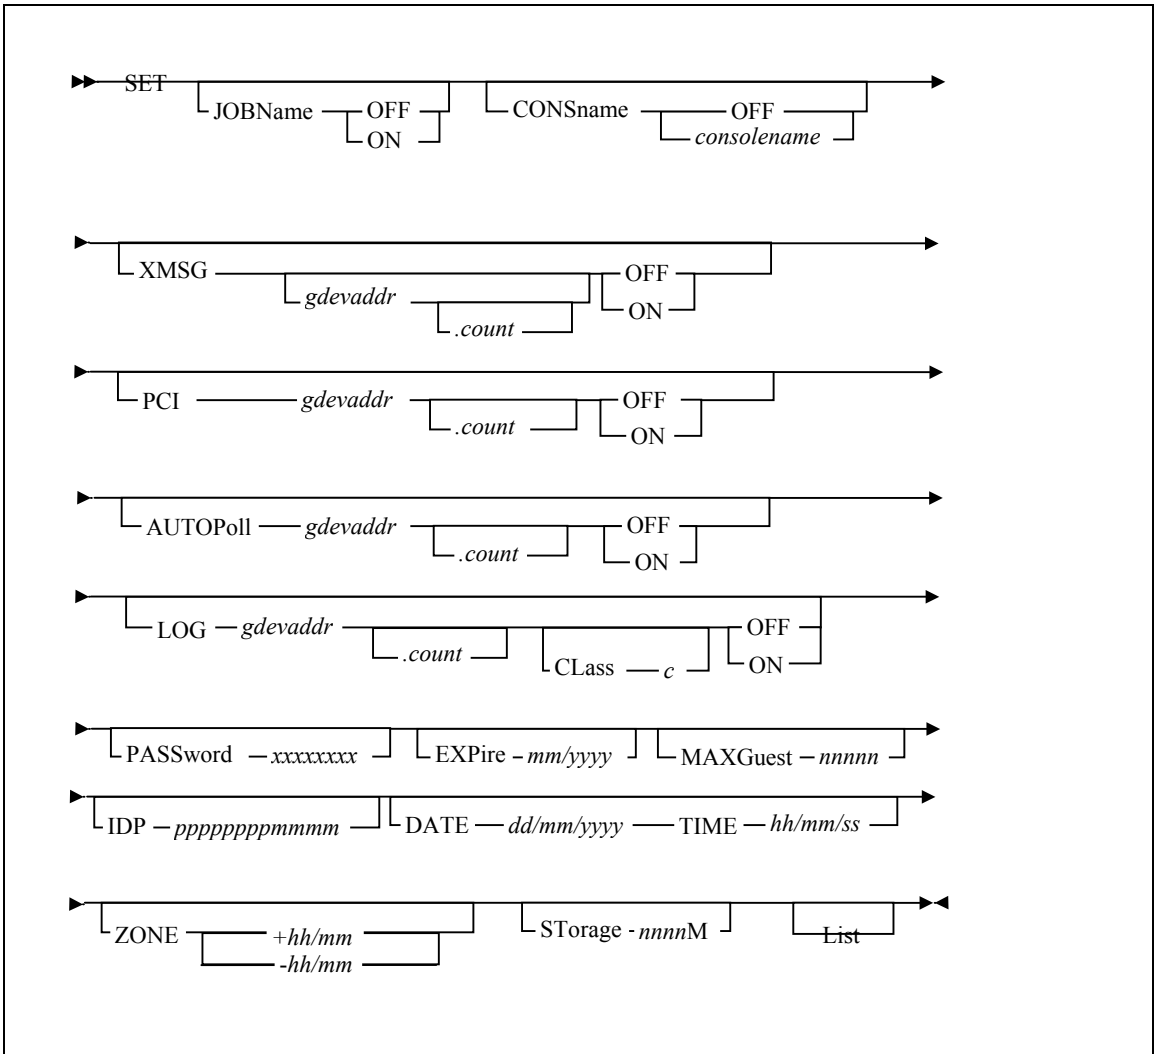 SET JOBName OFF CONSname OFF
ON consolename
XMSG OFF
gdevaddr ON
.count
PCI gdevaddr OFF
.count ON
AUTOPoll gdevaddr OFF
.count ON
LOG gdevaddr OFF
.count CLass c ON
PASSword xxxxxxxx EXPire mm/yyyy MAXGuest nnnnn
IDP ppppppppmmmm DATE dd/mm/yyyy TIME hh/mm/ss
ZONE +hh/mm STorage - nnnnM List
-hh/mm